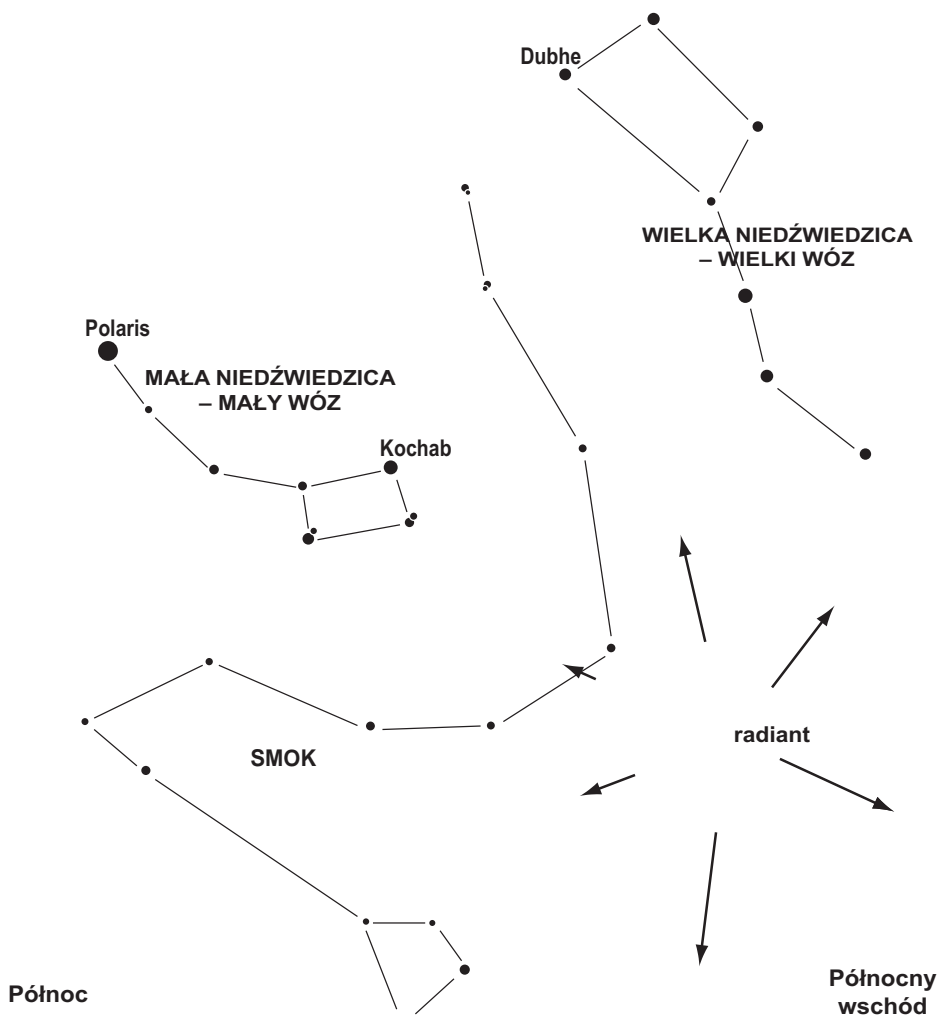 Dubhe
WIELKA NIEDŹWIEDZICA
– WIELKI WÓZ
Polaris
MAŁA NIEDŹWIEDZICA
– MAŁY WÓZ
Kochab
radiant
SMOK
Północ
Północny
wschód